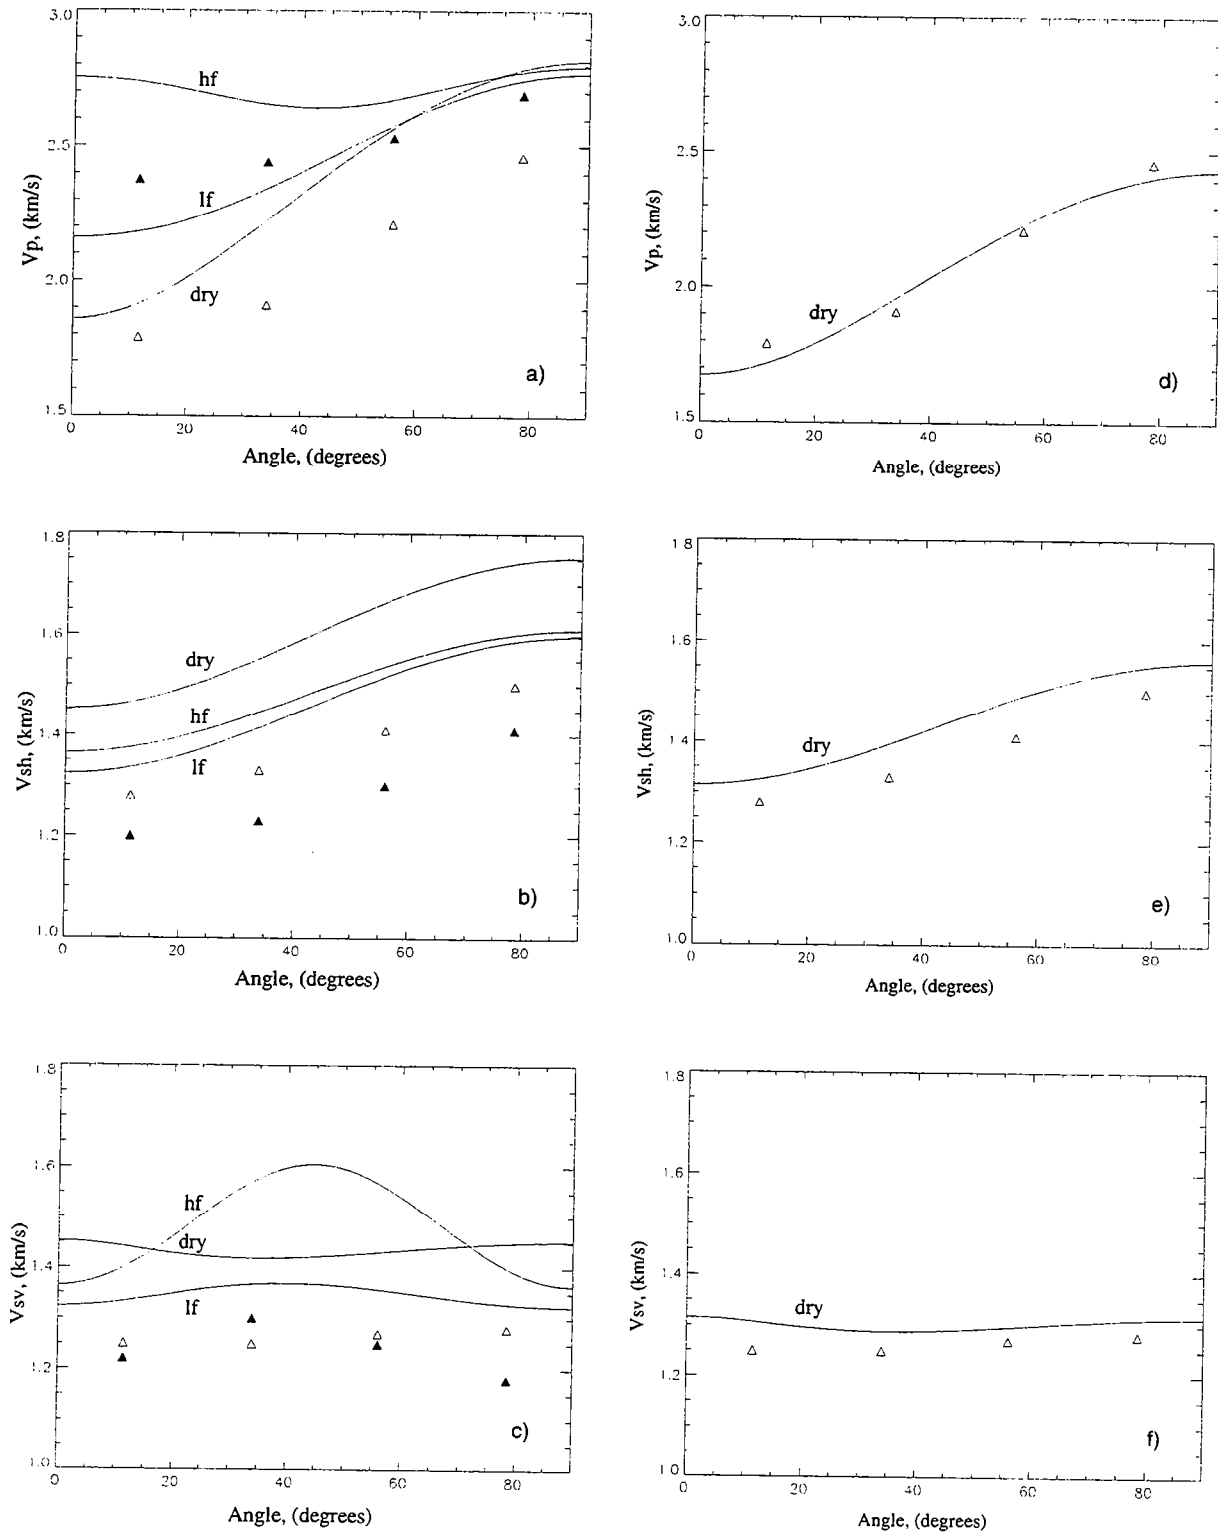 3.0
2.5
2.0
1.5
Vp, (km/s)
hf
lf
dry
a)
0 20 40 60 80
Angle, (degrees)
3.0
2.5
2.0
1.5
Vp, (km/s)
dry
d)
0 20 40 60 80
Angle, (degrees)
1.8
1.6
1.4
1.2
1.0
Vsh, (km/s)
dry
hf
lf
b)
0 20 40 60 80
Angle, (degrees)
1.8
1.6
1.4
1.2
1.0
Vsh, (km/s)
dry
e)
0 20 40 60 80
Angle, (degrees)
1.8
1.6
1.4
1.2
1.0
Vsv, (km/s)
hf
dry
lf
c)
0 20 40 60 80
Angle, (degrees)
1.8
1.6
1.4
1.2
1.0
Vsv, (km/s)
dry
f)
0 20 40 60 80
Angle, (degrees)